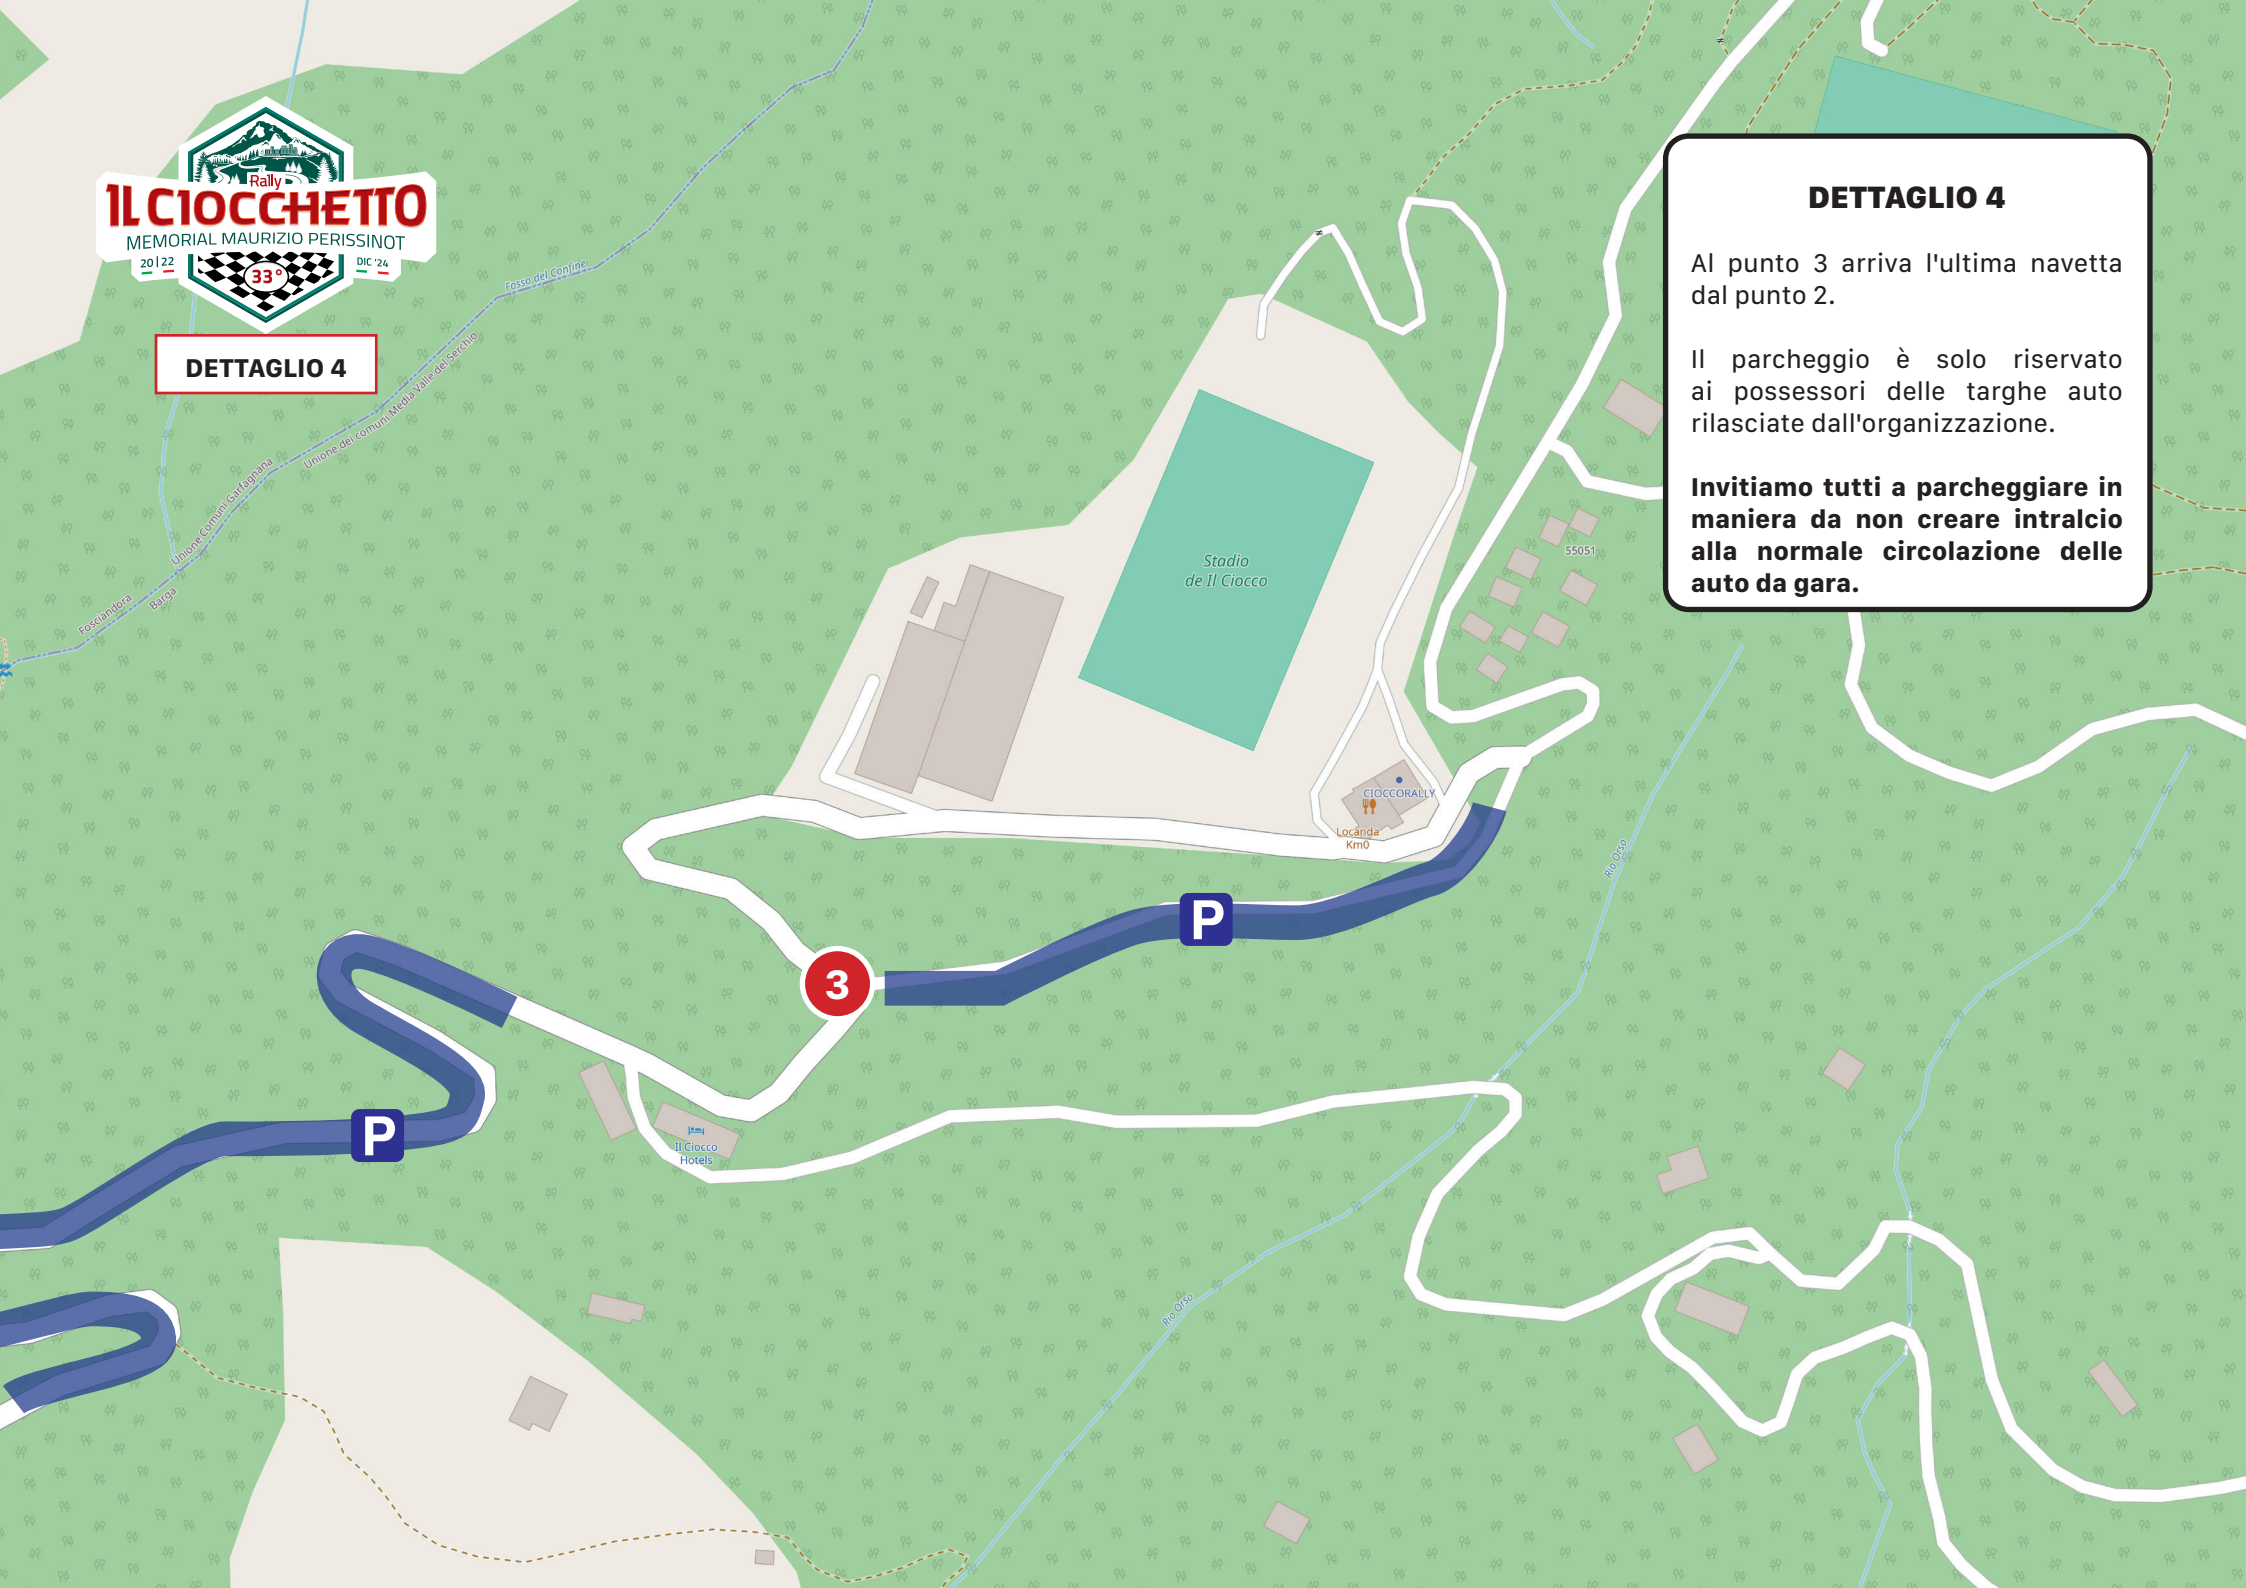 Rally
IL CIOCCHETTO
MEMORIAL MAURIZIO PERISSINOT
20|22
DIC '24
33°
DETTAGLIO 4
DETTAGLIO 4
Al punto 3 arriva l'ultima navetta
dal punto 2.
Il parcheggio è solo riservato
ai possessori delle targhe auto
rilasciate dall'organizzazione.
Invitiamo tutti a parcheggiare in
maniera da non creare intralcio
alla normale circolazione delle
auto da gara.
Fosso del Confine
Unione dei comuni Media Valle del Serchio
Unione Comuni Garfagnana
Fosciandora
Barga
Stadio
de Il Ciocco
55051
CIOCCORALLY
Locanda
Km0
Rio Orso
P
3
P
Il Ciocco
Hotels
Rio Orso